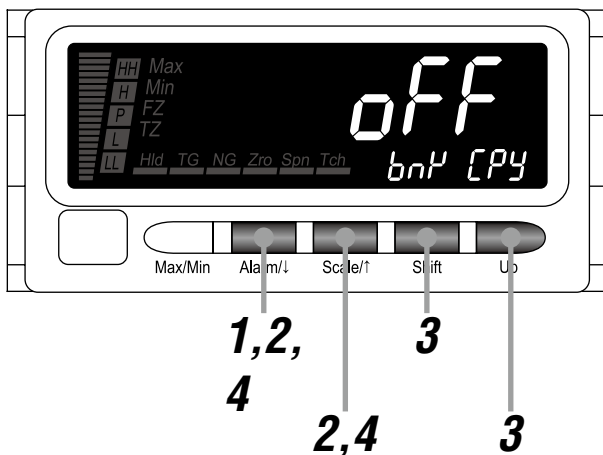 HH Max
H Min
P FZ
L TZ
LL Hld TG NG Zro Spn Tch
oFF
bnK CPY
Max/Min Alarm/↓ Scale/↑ Shift Up
1,2,
4
2,4
3
3